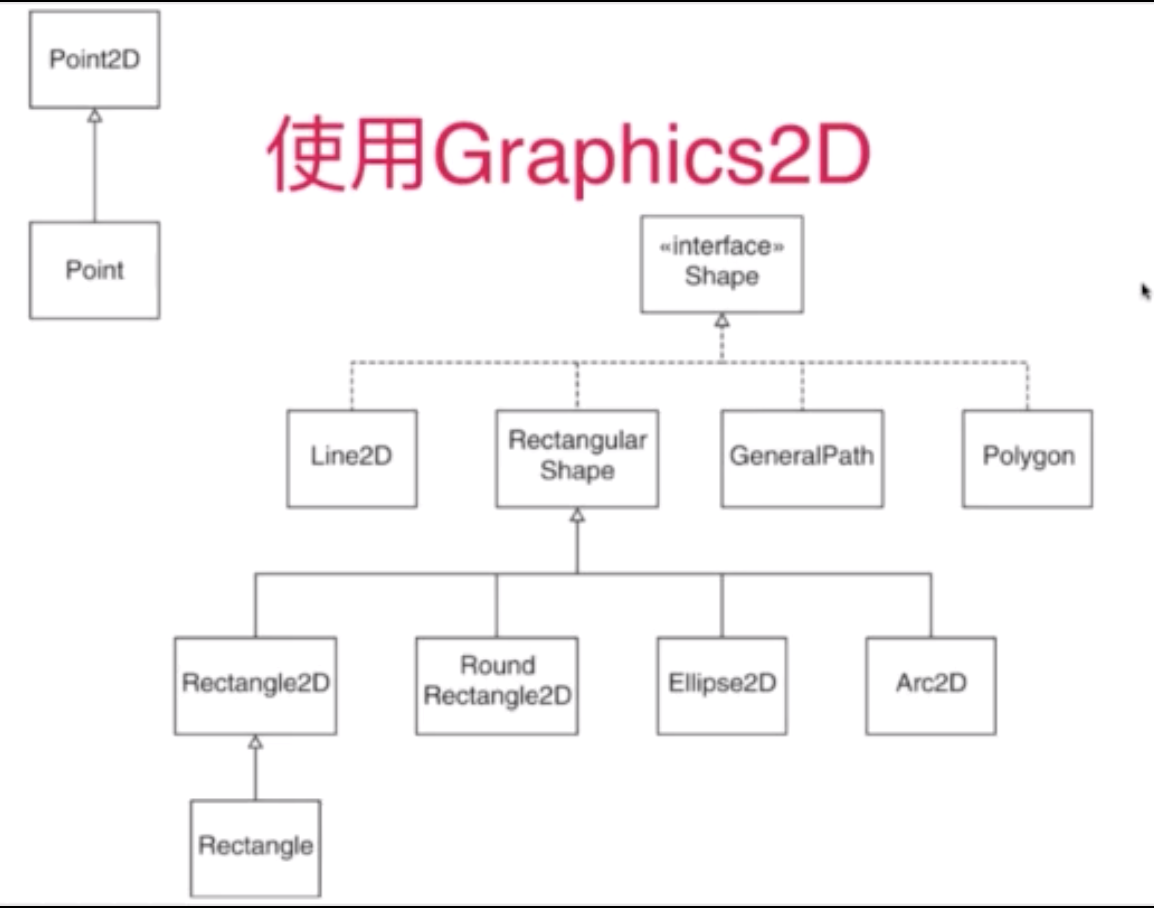 Point2D
使用Graphics2D
Point
«interface»
Shape
Line2D
Rectangular
Shape
GeneralPath
Polygon
Rectangle2D
Round
Rectangle2D
Ellipse2D
Arc2D
Rectangle